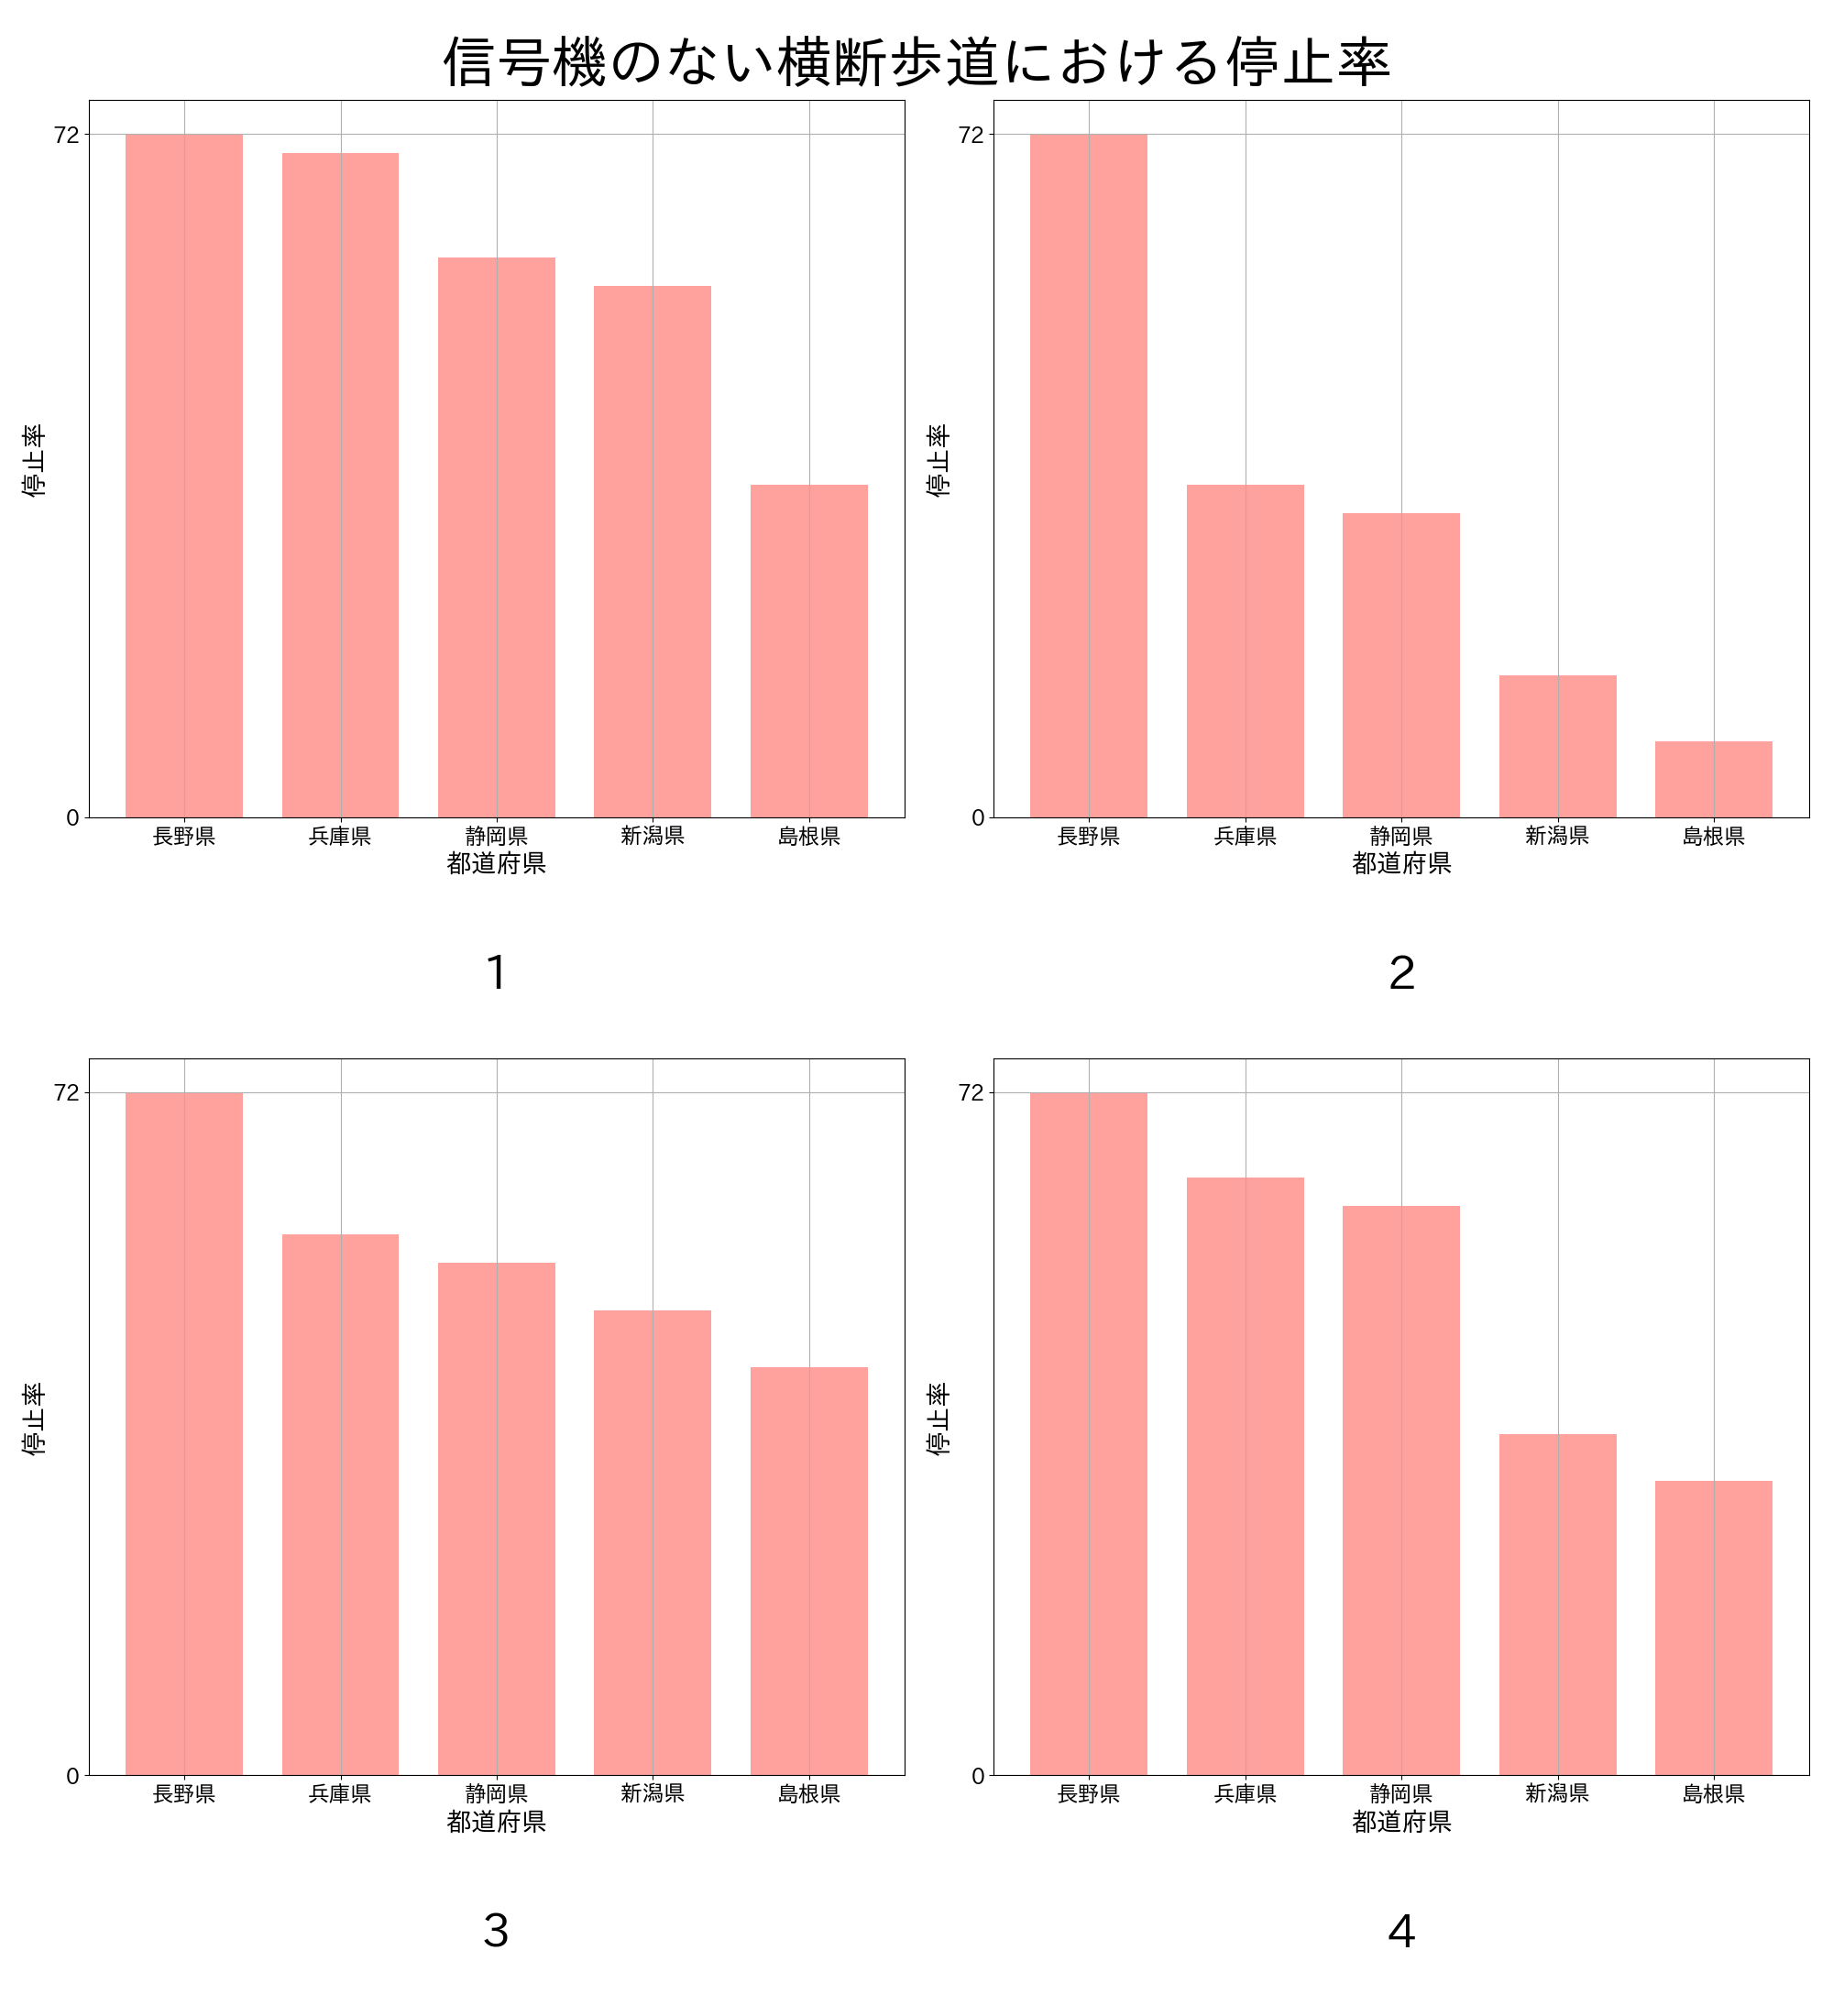 信号機のない横断歩道における停止率
72
0
停止率
長野県 兵庫県 静岡県 新潟県 島根県
都道府県
1
72
0
停止率
長野県 兵庫県 静岡県 新潟県 島根県
都道府県
2
72
0
停止率
長野県 兵庫県 静岡県 新潟県 島根県
都道府県
3
72
0
停止率
長野県 兵庫県 静岡県 新潟県 島根県
都道府県
4